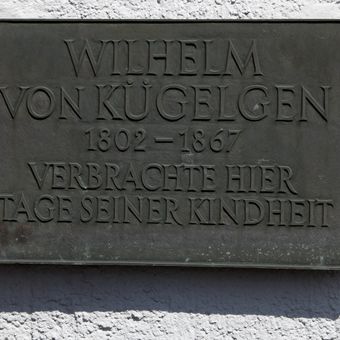 WILHELM
VON KÜGELGEN
1802 – 1867
VERBRACHTE HIER
TAGE SEINER KINDHEIT